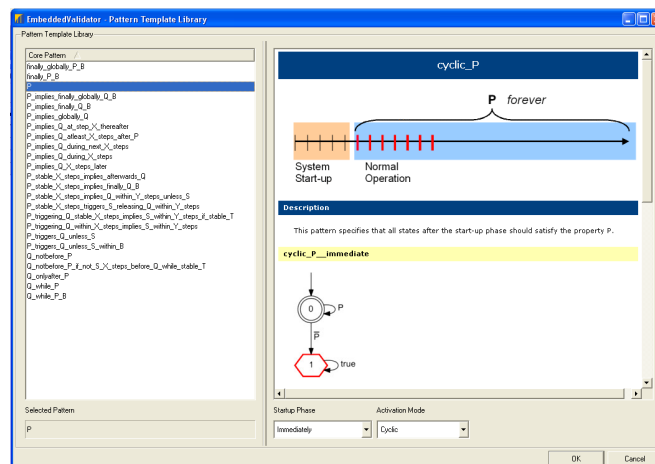 EmbeddedValidator - Pattern Template Library
Pattern Template Library
Core Pattern
finally_globally_P_B
finally_P_B
P
P_implies_finally_globally_Q_B
P_implies_finally_Q_B
P_implies_globally_Q
P_implies_Q_at_step_X_thereafter
P_implies_Q_atleast_X_steps_after_P
P_implies_Q_during_next_X_steps
P_implies_Q_during_X_steps
P_implies_Q_X_steps_later
P_stable_X_steps_implies_afterwards_Q
P_stable_X_steps_implies_finally_Q_B
P_stable_X_steps_implies_Q_within_Y_steps_unless_S
P_stable_X_steps_triggers_S_releasing_Q_within_Y_steps
P_triggering_Q_stable_X_steps_implies_S_within_Y_steps_if_stable_T
P_triggering_Q_within_X_steps_implies_S_within_Y_steps
P_triggers_Q_unless_S
P_triggers_Q_unless_S_within_B
Q_notbefore_P
Q_notbefore_P_if_not_S_X_steps_before_Q_while_stable_T
Q_onlyafter_P
Q_while_P
Q_while_P_B
Selected Pattern
P
cyclic_P
P forever
System Start-up
Normal Operation
Description
This pattern specifies that all states after the start-up phase should satisfy the property P.
cyclic_P__immediate
0
P
P̅
1
true
Startup Phase
Activation Mode
Immediately
Cyclic
OK
Cancel